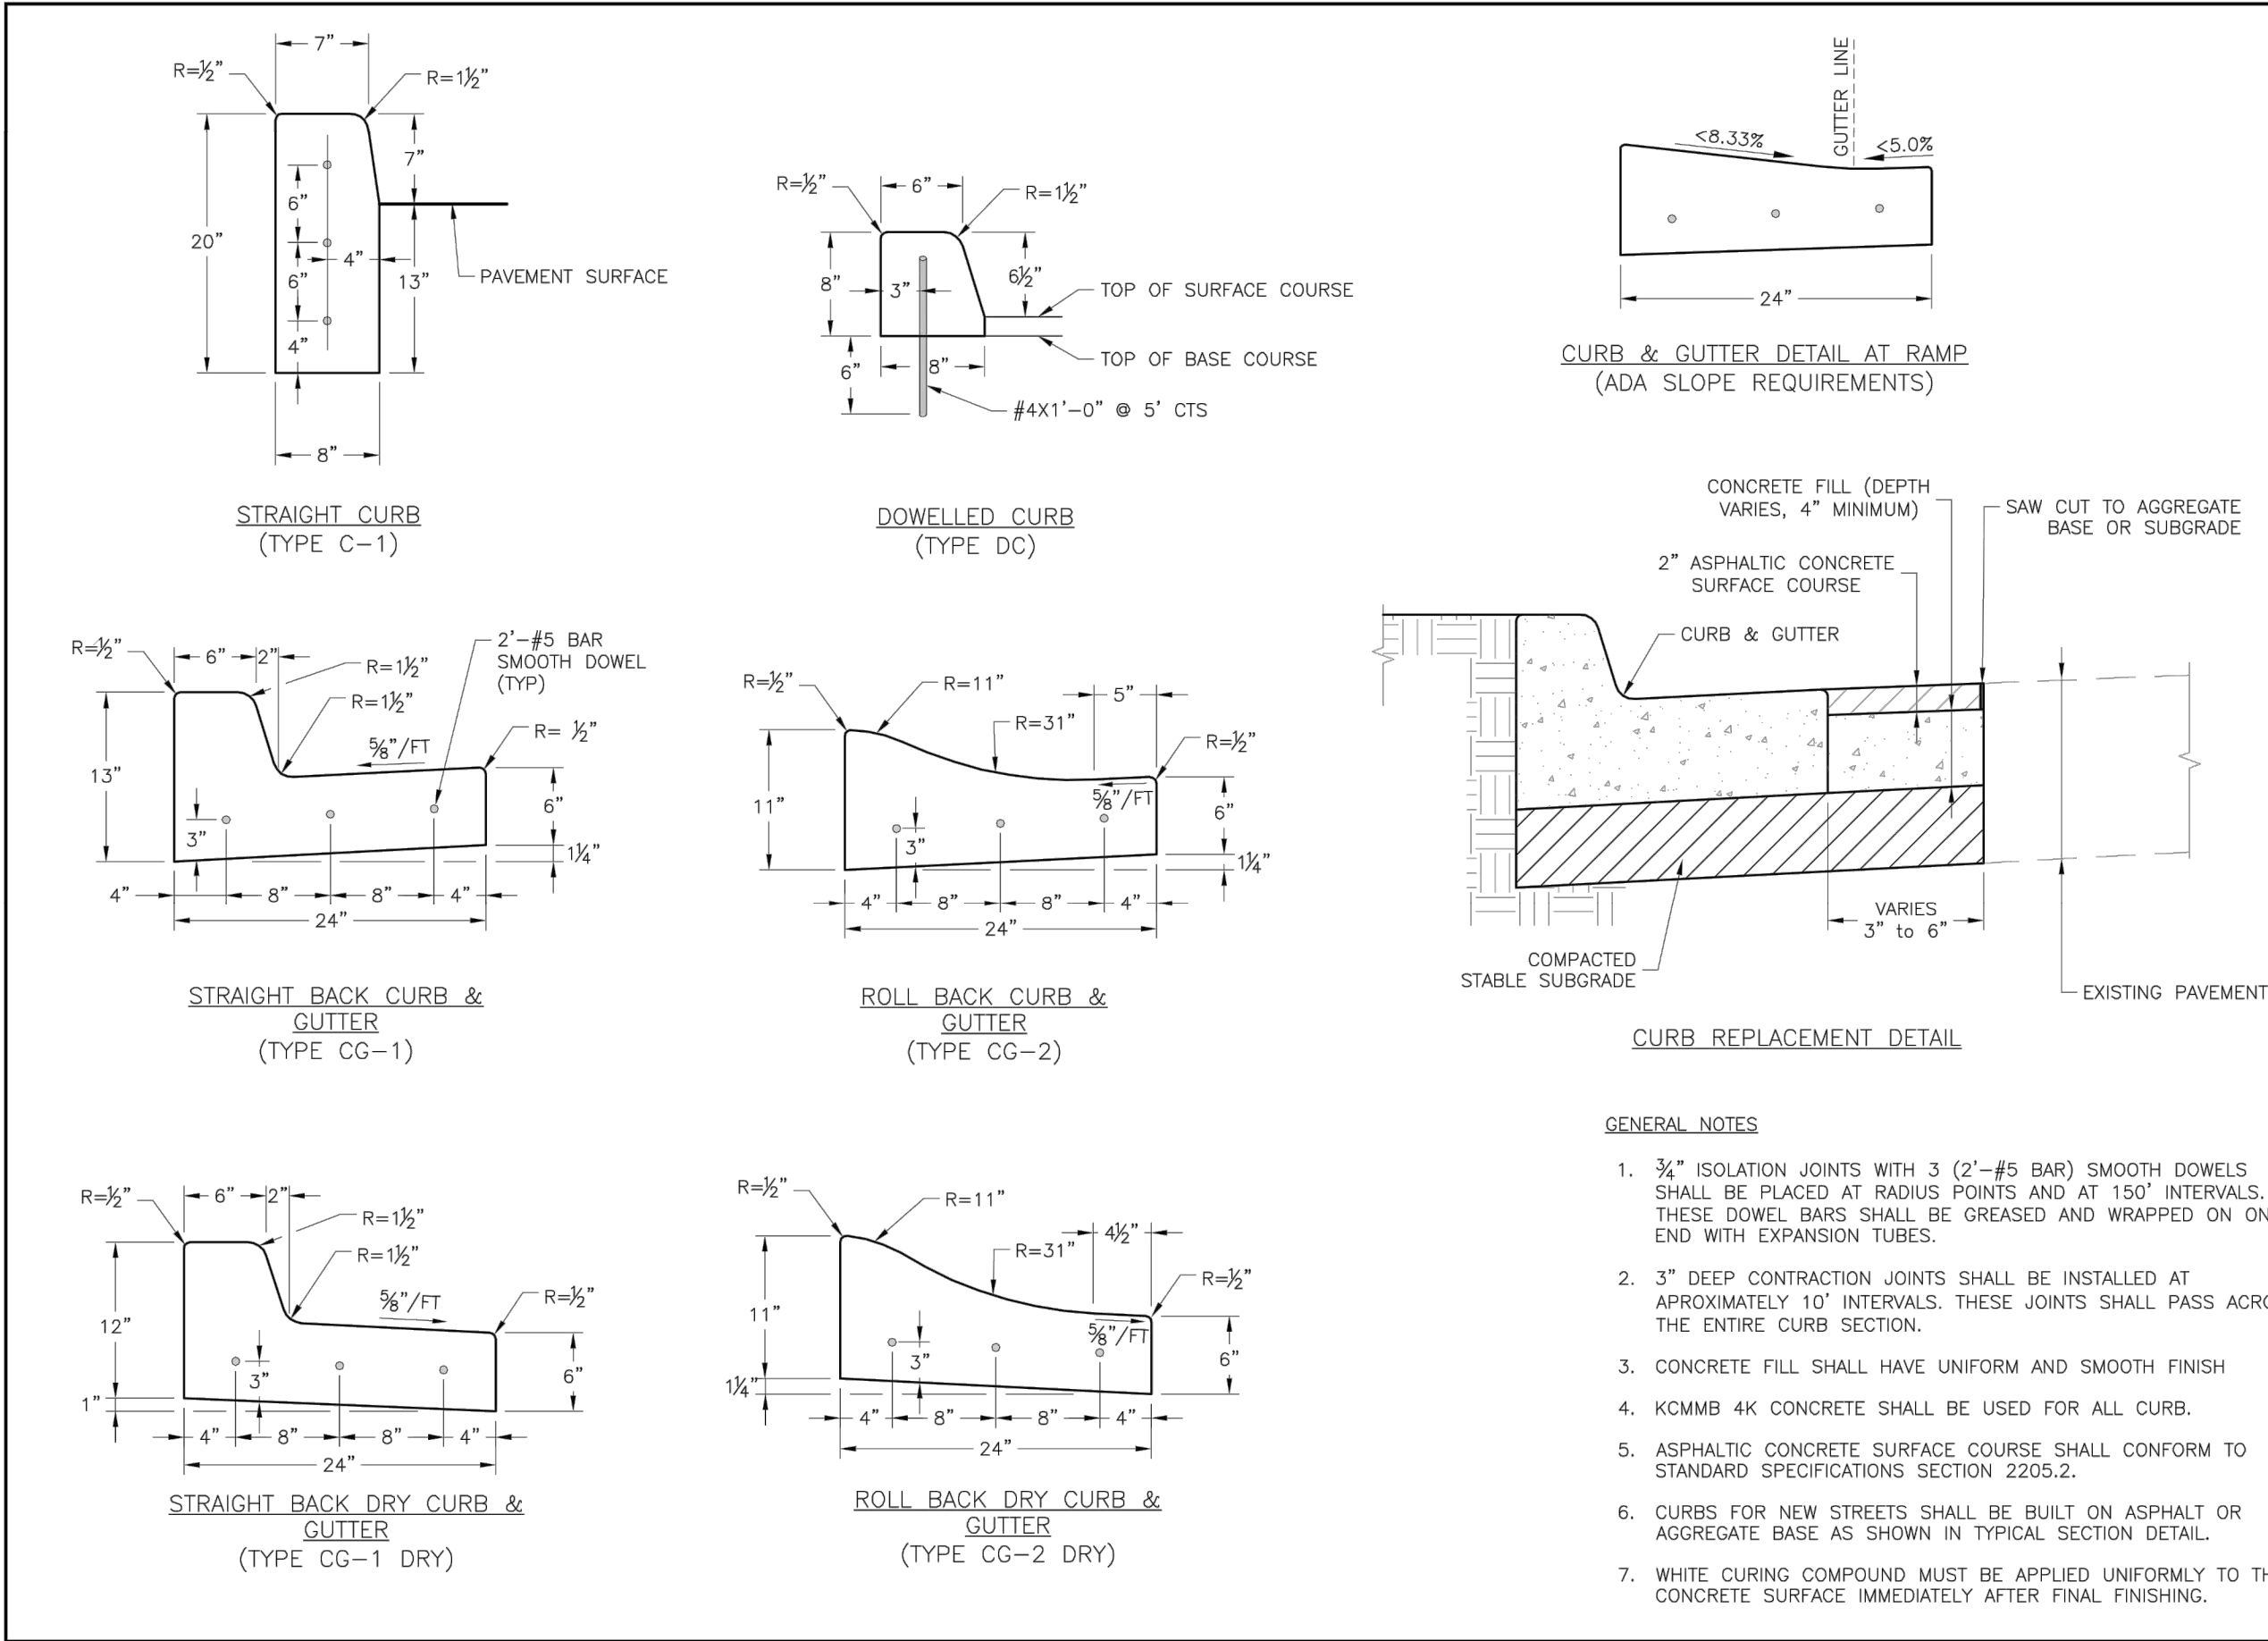 7"
R=½"
R=1½"
7"
20"
6"
6"
4"
4"
13"
PAVEMENT SURFACE
8"
STRAIGHT CURB
(TYPE C-1)
R=½"
6"
R=1½"
8"
3"
6½"
TOP OF SURFACE COURSE
TOP OF BASE COURSE
6"
8"
#4X1'-0" @ 5' CTS
DOWELLED CURB
(TYPE DC)
GUTTER LINE
<8.33%
<5.0%
24"
CURB & GUTTER DETAIL AT RAMP
(ADA SLOPE REQUIREMENTS)
R=½"
6"
2"
R=1½"
R=1½"
2'-#5 BAR
SMOOTH DOWEL
(TYP)
⅝"/FT
R= ½"
13"
3"
6"
1¼"
4"
8"
8"
4"
24"
STRAIGHT BACK CURB &
GUTTER
(TYPE CG-1)
R=½"
R=11"
R=31"
5"
R=½"
⅝"/FT
11"
3"
6"
1¼"
4"
8"
8"
4"
24"
ROLL BACK CURB &
GUTTER
(TYPE CG-2)
CONCRETE FILL (DEPTH
VARIES, 4" MINIMUM)
SAW CUT TO AGGREGATE
BASE OR SUBGRADE
2" ASPHALTIC CONCRETE
SURFACE COURSE
CURB & GUTTER
VARIES
3" to 6"
COMPACTED
STABLE SUBGRADE
EXISTING PAVEMENT
CURB REPLACEMENT DETAIL
R=½"
6"
2"
R=1½"
R=1½"
⅝"/FT
R=½"
12"
3"
1"
6"
4"
8"
8"
4"
24"
STRAIGHT BACK DRY CURB &
GUTTER
(TYPE CG-1 DRY)
R=½"
R=11"
R=31"
4½"
R=½"
⅝"/FT
11"
3"
1¼"
6"
4"
8"
8"
4"
24"
ROLL BACK DRY CURB &
GUTTER
(TYPE CG-2 DRY)
GENERAL NOTES
1. ¾" ISOLATION JOINTS WITH 3 (2'-#5 BAR) SMOOTH DOWELS
SHALL BE PLACED AT RADIUS POINTS AND AT 150' INTERVALS.
THESE DOWEL BARS SHALL BE GREASED AND WRAPPED ON
END WITH EXPANSION TUBES.
2. 3" DEEP CONTRACTION JOINTS SHALL BE INSTALLED AT
APROXIMATELY 10' INTERVALS. THESE JOINTS SHALL PASS
THE ENTIRE CURB SECTION.
3. CONCRETE FILL SHALL HAVE UNIFORM AND SMOOTH FINISH
4. KCMMB 4K CONCRETE SHALL BE USED FOR ALL CURB.
5. ASPHALTIC CONCRETE SURFACE COURSE SHALL CONFORM TO
STANDARD SPECIFICATIONS SECTION 2205.2.
6. CURBS FOR NEW STREETS SHALL BE BUILT ON ASPHALT OR
AGGREGATE BASE AS SHOWN IN TYPICAL SECTION DETAIL.
7. WHITE CURING COMPOUND MUST BE APPLIED UNIFORMLY TO
CONCRETE SURFACE IMMEDIATELY AFTER FINAL FINISHING.